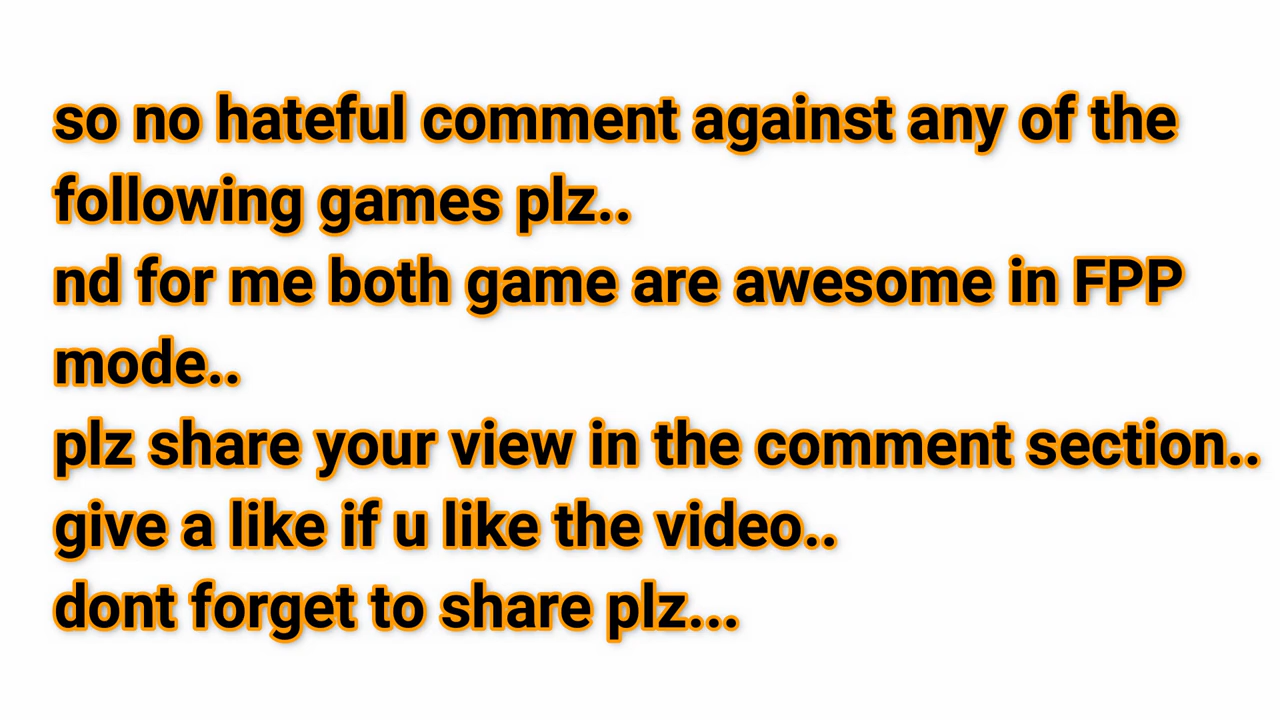 so no hateful comment against any of the
following games plz..
nd for me both game are awesome in FPP
mode..
plz share your view in the comment section..
give a like if u like the video..
dont forget to share plz...